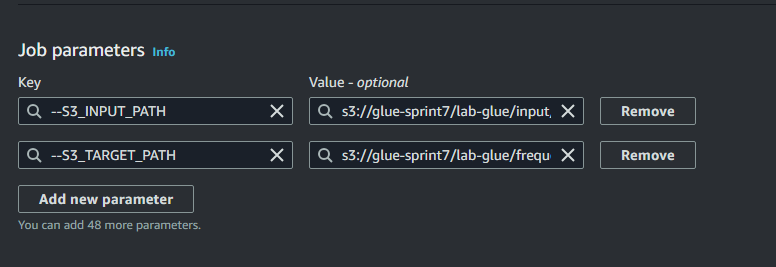 Job parameters Info
Key Value - optional
--S3_INPUT_PATH s3://glue-sprint7/lab-glue/input, Remove
--S3_TARGET_PATH s3://glue-sprint7/lab-glue/frequ Remove
Add new parameter
You can add 48 more parameters.